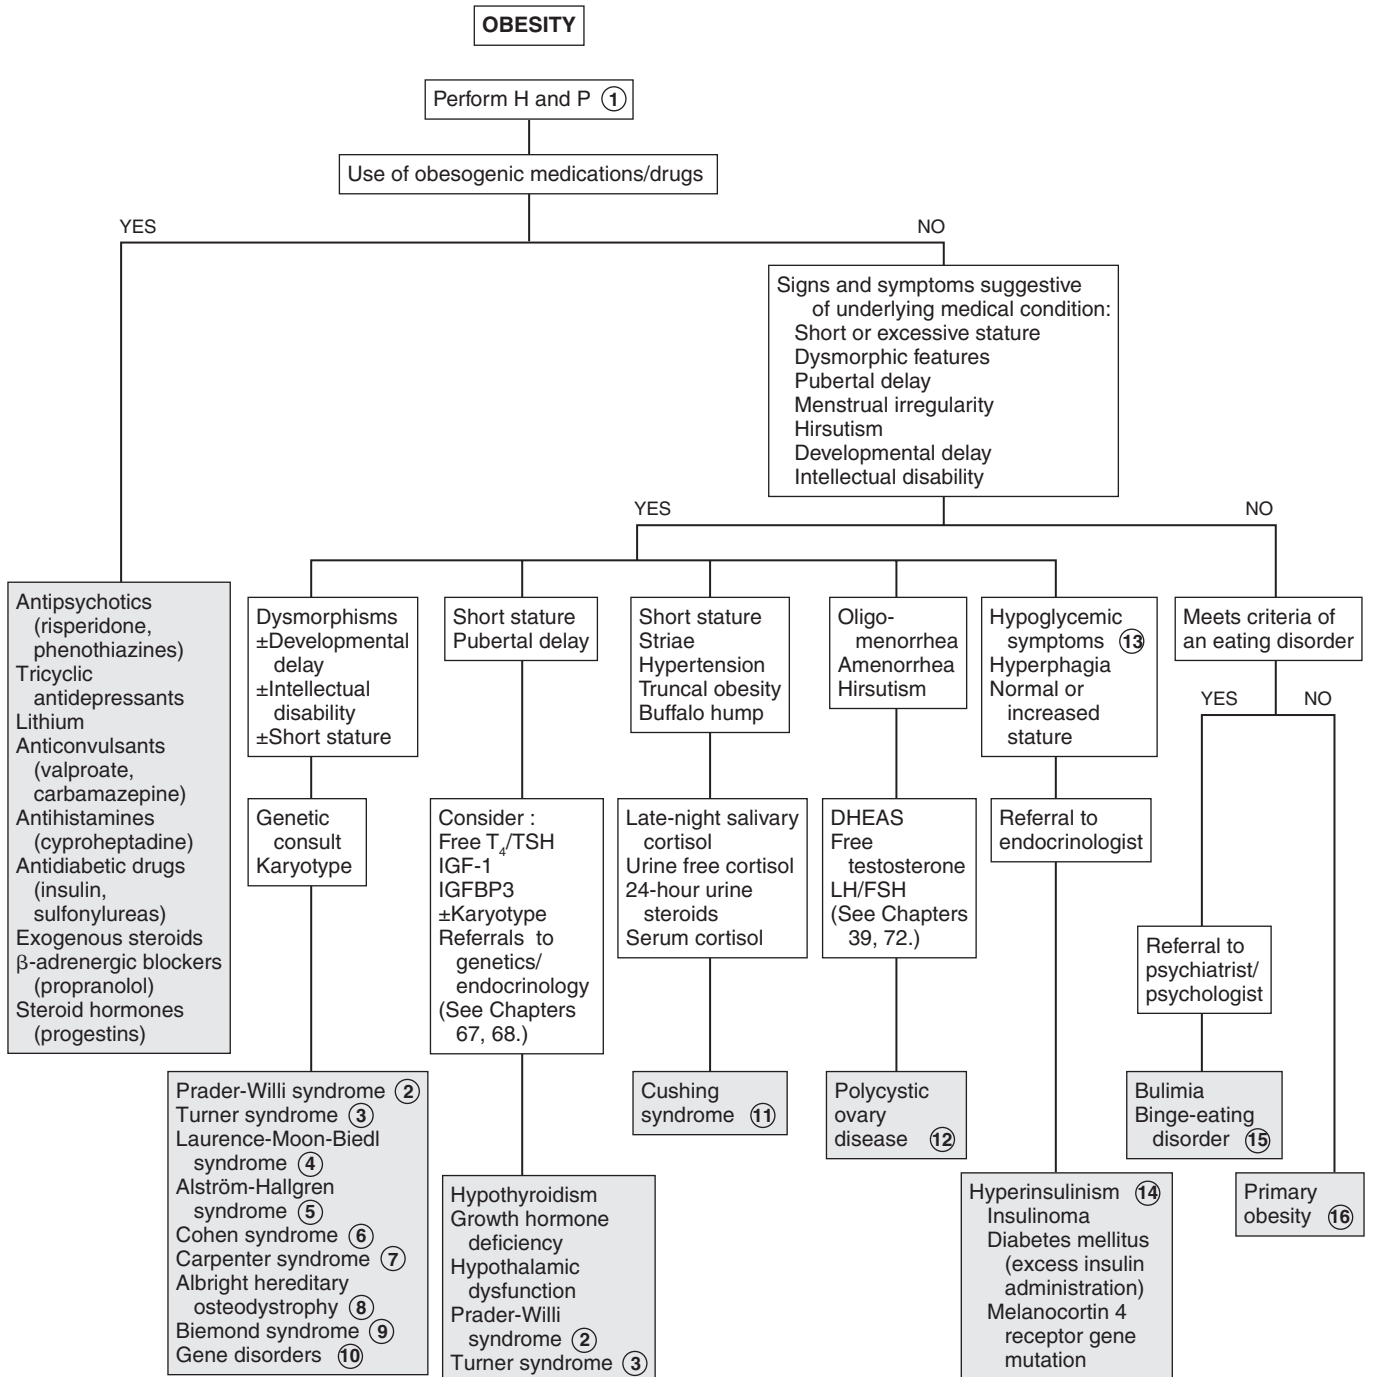 OBESITY
Perform H and P 1
Use of obesogenic medications/drugs
YES
NO
Signs and symptoms suggestive
of underlying medical condition:
Short or excessive stature
Dysmorphic features
Pubertal delay
Menstrual irregularity
Hirsutism
Developmental delay
Intellectual disability
YES
NO
Antipsychotics
(risperidone,
phenothiazines)
Tricyclic
antidepressants
Lithium
Anticonvulsants
(valproate,
carbamazepine)
Antihistamines
(cyproheptadine)
Antidiabetic drugs
(insulin,
sulfonylureas)
Exogenous steroids
β-adrenergic blockers
(propranolol)
Steroid hormones
(progestins)
Dysmorphisms
±Developmental
delay
±Intellectual
disability
±Short stature
Genetic
consult
Karyotype
Prader-Willi syndrome 2
Turner syndrome 3
Laurence-Moon-Biedl
syndrome 4
Alström-Hallgren
syndrome 5
Cohen syndrome 6
Carpenter syndrome 7
Albright hereditary
osteodystrophy 8
Biemond syndrome 9
Gene disorders 10
Short stature
Pubertal delay
Consider :
Free T4/TSH
IGF-1
IGFBP3
±Karyotype
Referrals to
genetics/
endocrinology
(See Chapters
67, 68.)
Hypothyroidism
Growth hormone
deficiency
Hypothalamic
dysfunction
Prader-Willi
syndrome 2
Turner syndrome 3
Short stature
Striae
Hypertension
Truncal obesity
Buffalo hump
Late-night salivary
cortisol
Urine free cortisol
24-hour urine
steroids
Serum cortisol
Cushing
syndrome 11
Oligo-
menorrhea
Amenorrhea
Hirsutism
DHEAS
Free
testosterone
LH/FSH
(See Chapters
39, 72.)
Polycystic
ovary
disease 12
Hypoglycemic
symptoms 13
Hyperphagia
Normal or
increased
stature
Referral to
endocrinologist
Hyperinsulinism 14
Insulinoma
Diabetes mellitus
(excess insulin
administration)
Melanocortin 4
receptor gene
mutation
Meets criteria of
an eating disorder
YES
NO
Referral to
psychiatrist/
psychologist
Bulimia
Binge-eating
disorder 15
Primary
obesity 16